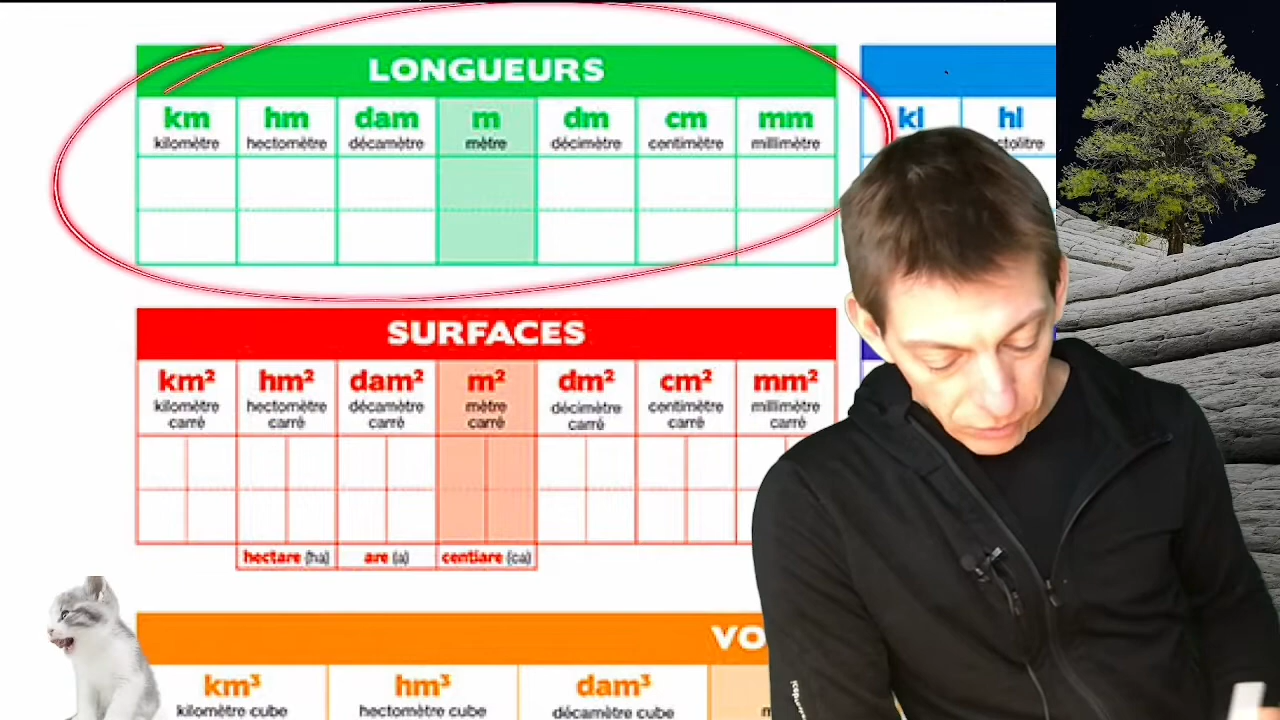 LONGUEURS
km hm dam m dm cm mm
kilomètre hectomètre décamètre mètre décimètre centimètre millimètre
kl hl
SURFACES
km² hm² dam² m² dm² cm² mm²
kilomètre carré hectomètre carré décamètre carré mètre carré décimètre carré centimètre carré millimètre carré
hectare (ha) are (a) centiare (ca)
VO
km³ hm³ dam³
kilomètre cube hectomètre cube décamètre cube